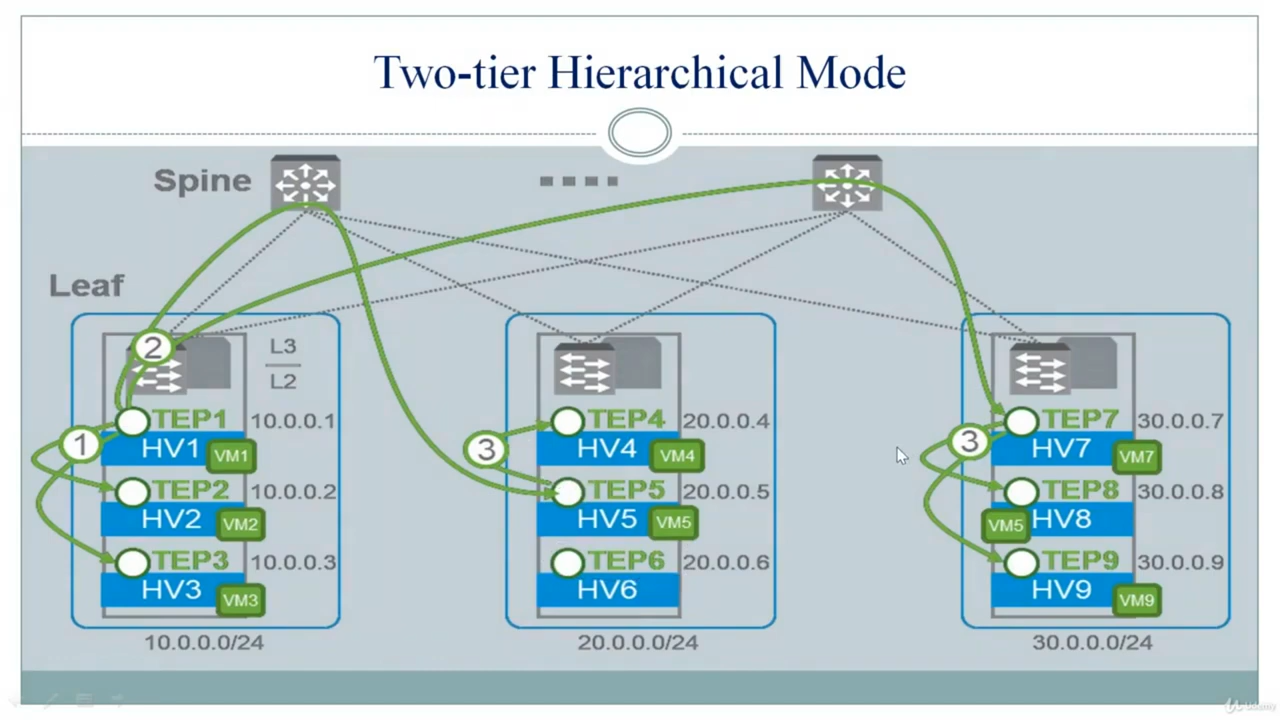 Two-tier Hierarchical Mode
Spine
Leaf
2
L3
L2
1
TEP1 10.0.0.1
HV1 VM1
TEP2 10.0.0.2
HV2 VM2
TEP3 10.0.0.3
HV3 VM3
10.0.0.0/24
3
TEP4 20.0.0.4
HV4 VM4
TEP5 20.0.0.5
HV5 VM5
TEP6 20.0.0.6
HV6
20.0.0.0/24
3
TEP7 30.0.0.7
HV7 VM7
TEP8 30.0.0.8
VM5 HV8
TEP9 30.0.0.9
HV9 VM9
30.0.0.0/24
Udemy